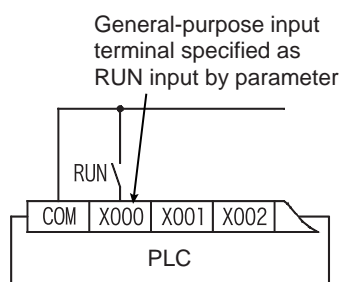 General-purpose input
terminal specified as
RUN input by parameter
RUN
COM X000 X001 X002
PLC